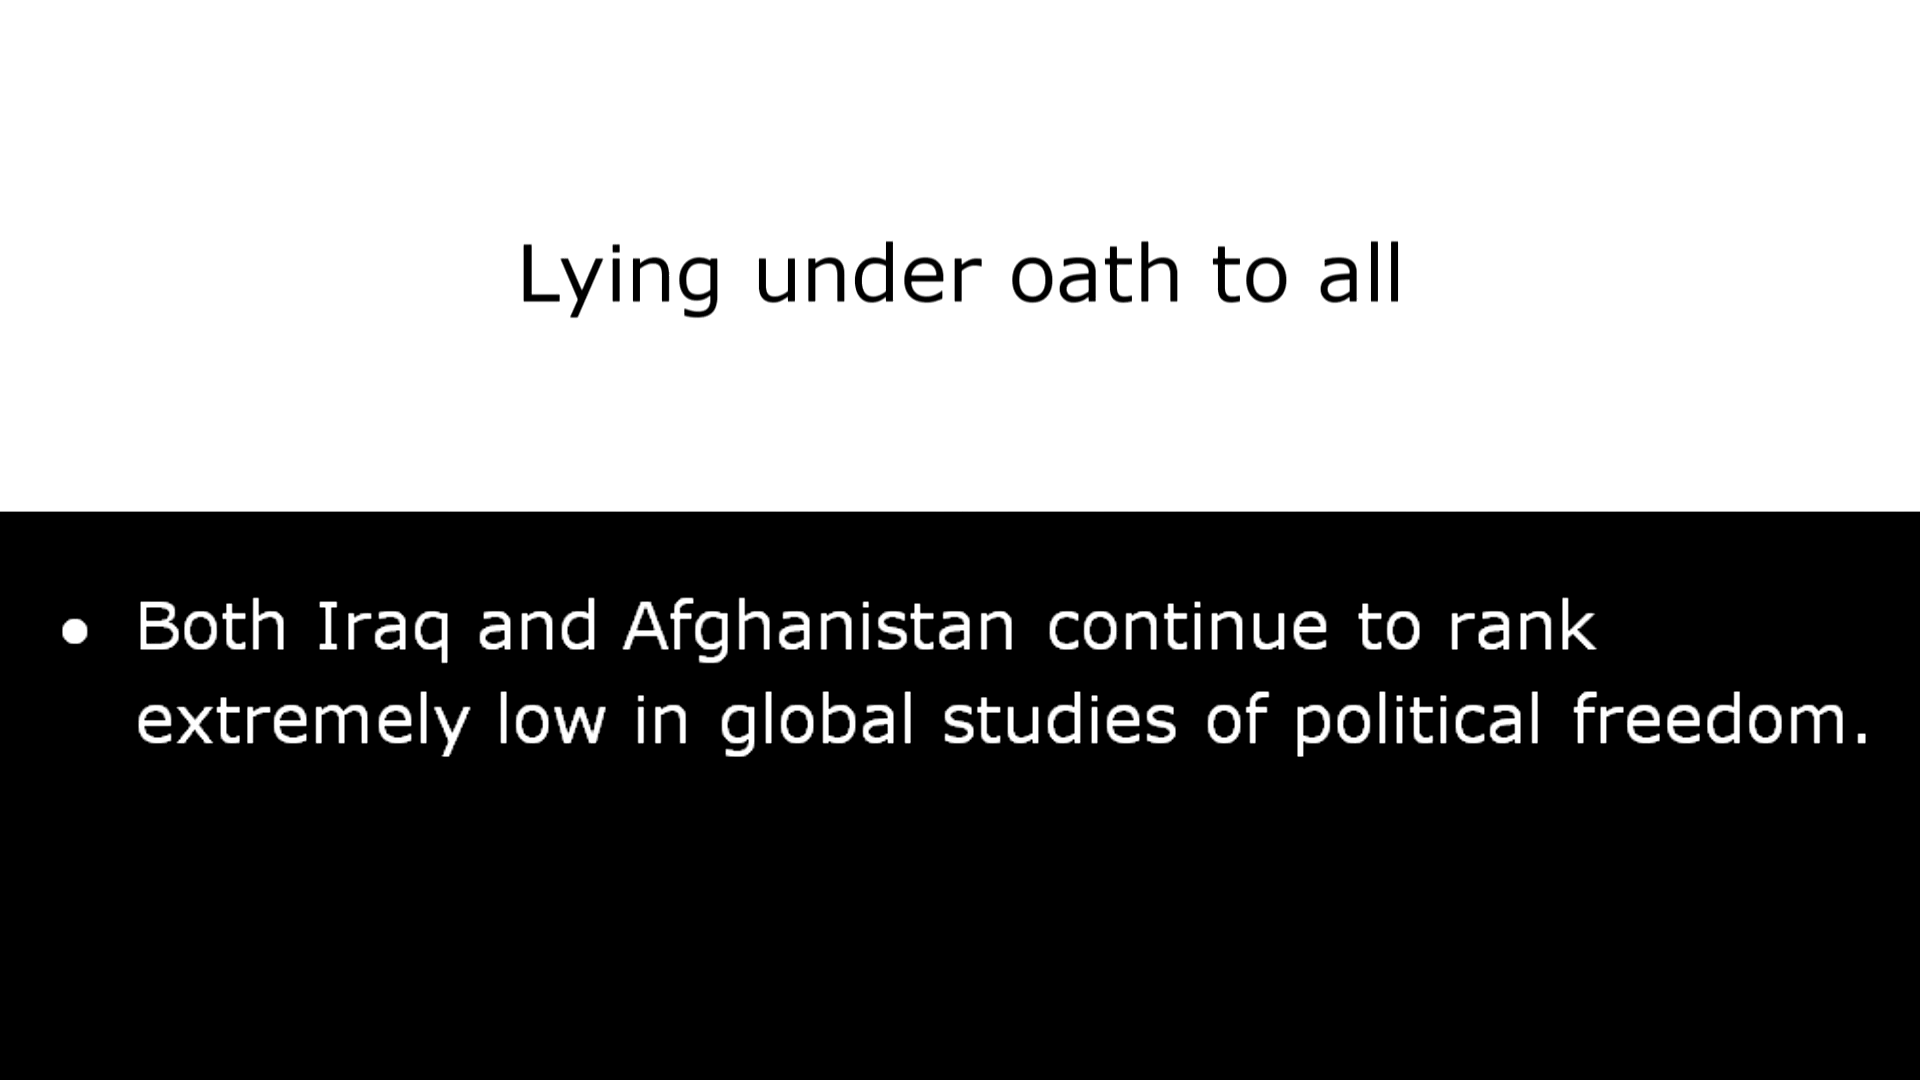 Lying under oath to all
• Both Iraq and Afghanistan continue to rank
extremely low in global studies of political freedom.